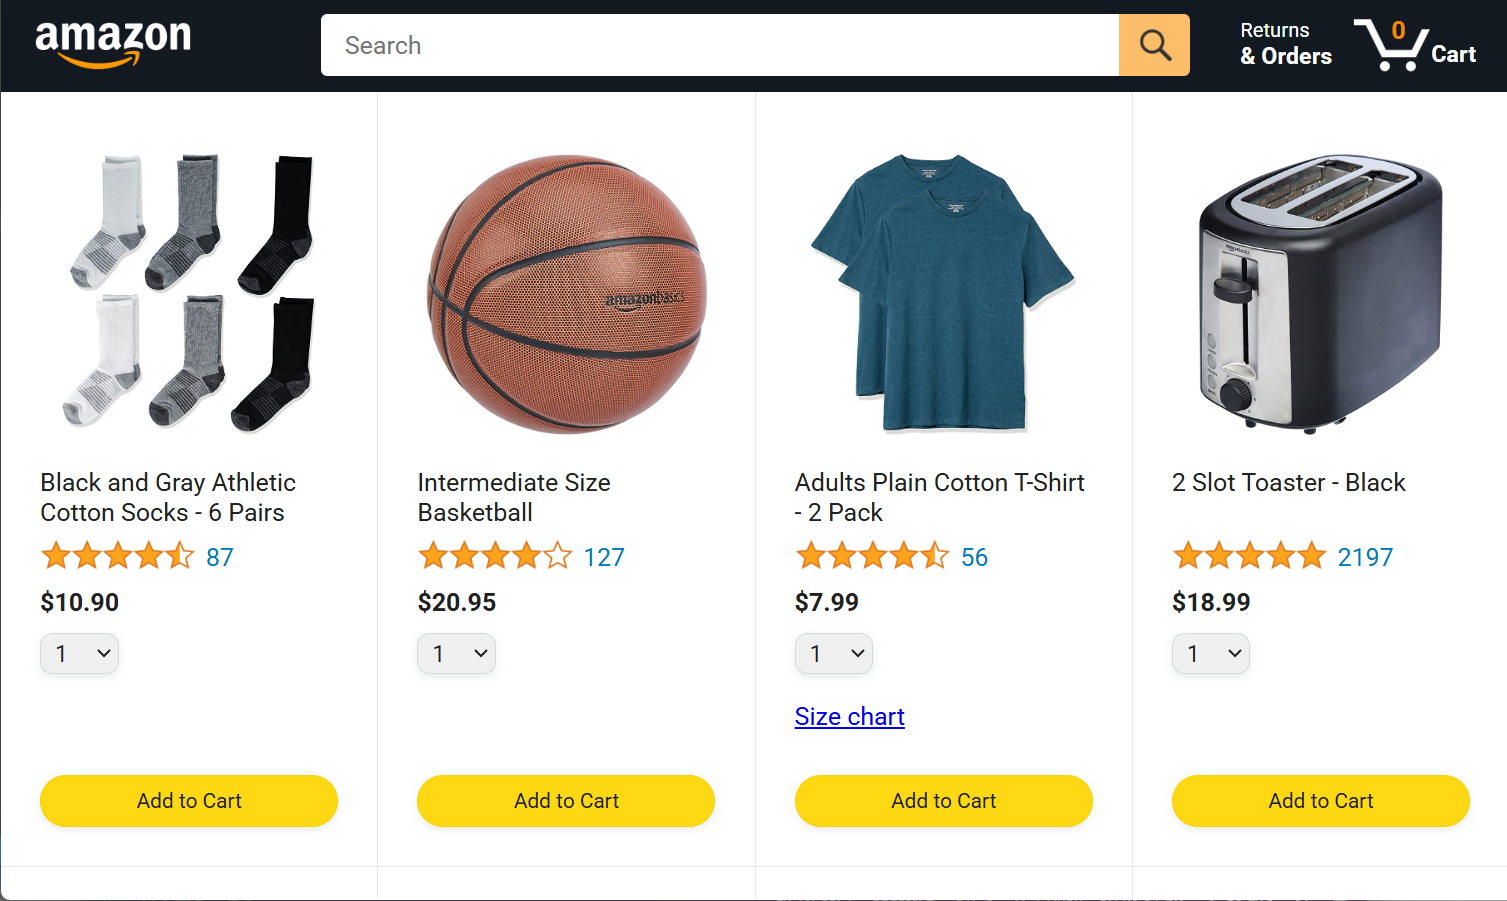 amazon
Search
Returns
& Orders
0
Cart
amazonbasics
Black and Gray Athletic
Cotton Socks - 6 Pairs
87
$10.90
1
Add to Cart
Intermediate Size
Basketball
127
$20.95
1
Add to Cart
Adults Plain Cotton T-Shirt
- 2 Pack
56
$7.99
1
Size chart
Add to Cart
2 Slot Toaster - Black
2197
$18.99
1
Add to Cart